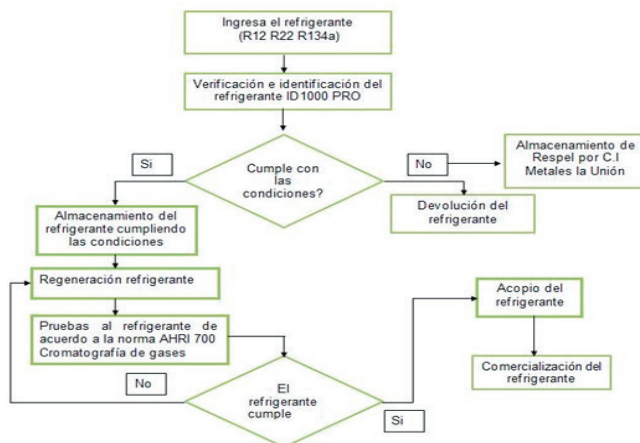 Ingresa el refrigerante
(R12 R22 R134a)
Verificación e identificación del
refrigerante ID1000 PRO
Si
Cumple con
las
condiciones?
No
Almacenamiento de
Respel por C.I
Metales la Unión
Devolución del
refrigerante
Almacenamiento del
refrigerante cumpliendo
las condiciones
Regeneración refrigerante
Pruebas al refrigerante de
acuerdo a la norma AHRI 700
Cromatografía de gases
No
El
refrigerante
cumple
Si
Acopio del
refrigerante
Comercialización del
refrigerante